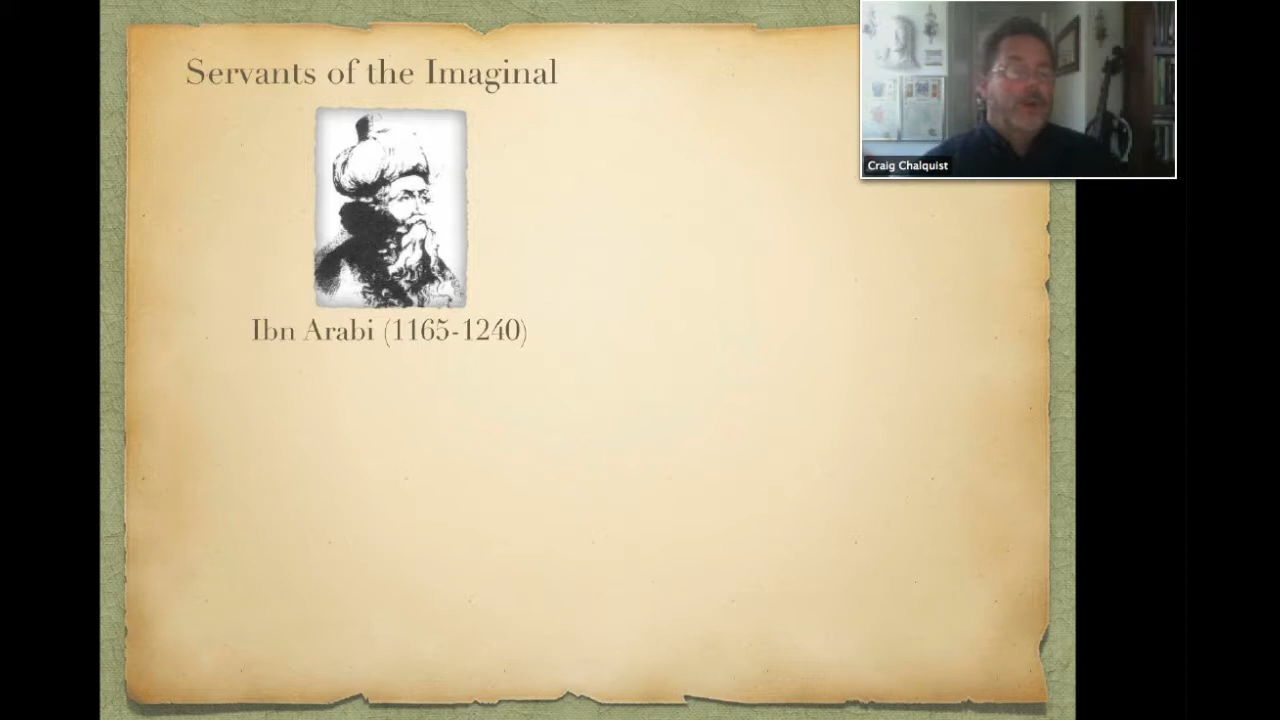 Servants of the Imaginal
Craig Chalquist
Ibn Arabi (1165-1240)